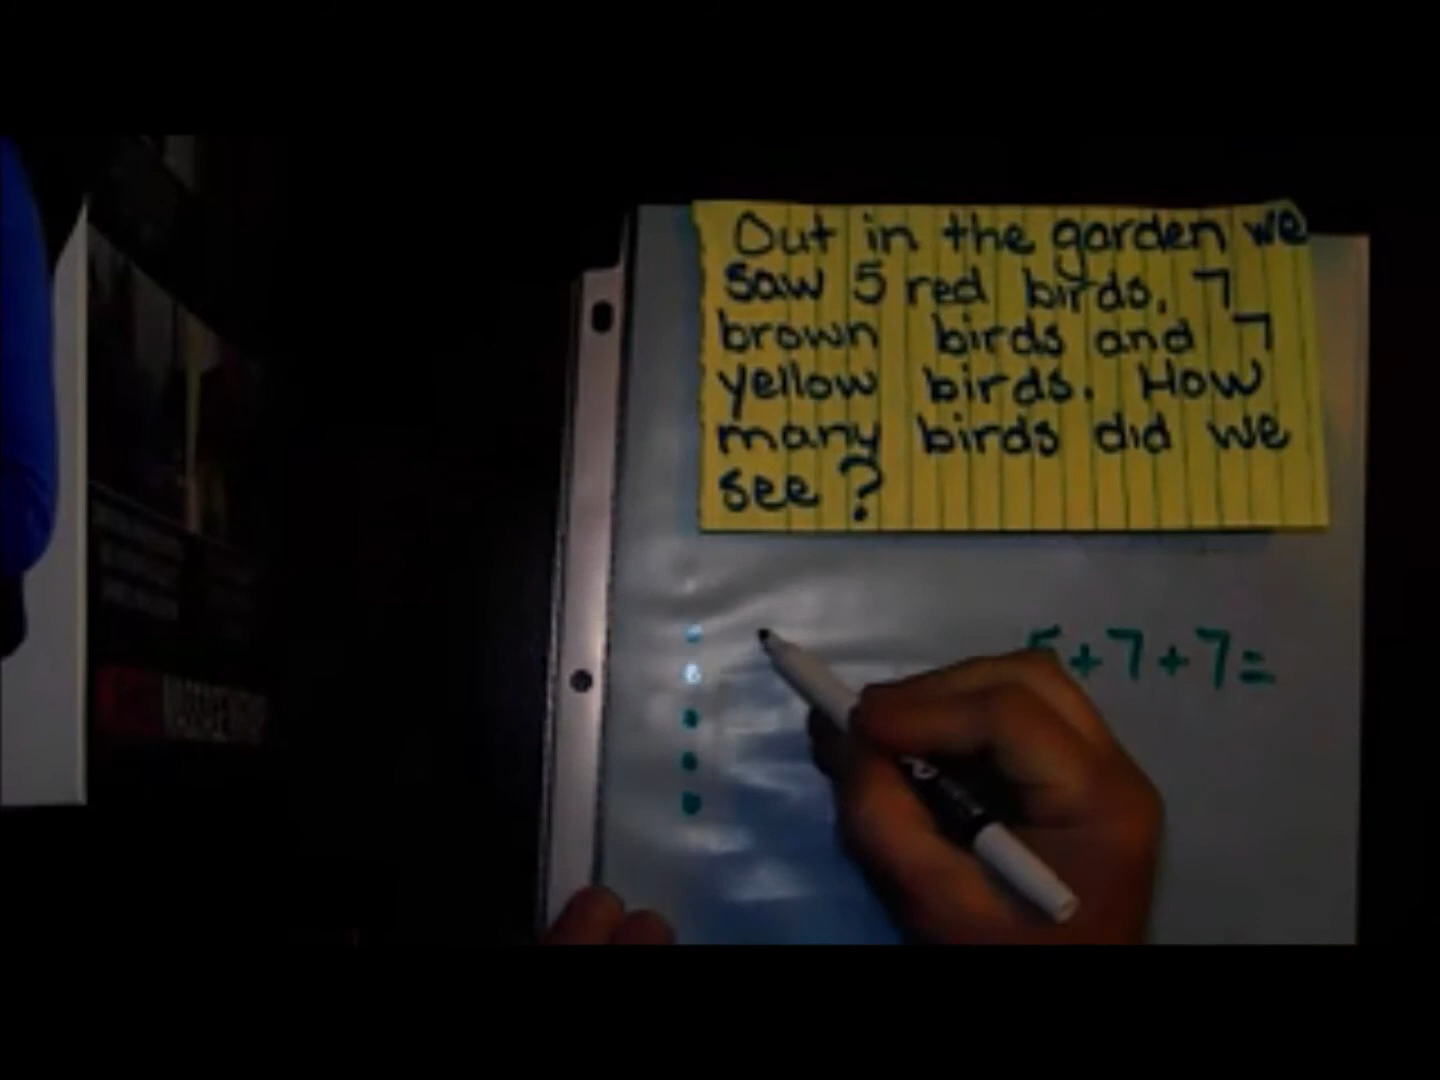 Out in the garden we
saw 5 red birds, 7
brown birds and 7
yellow birds. How
many birds did we
see?
5+7+7=